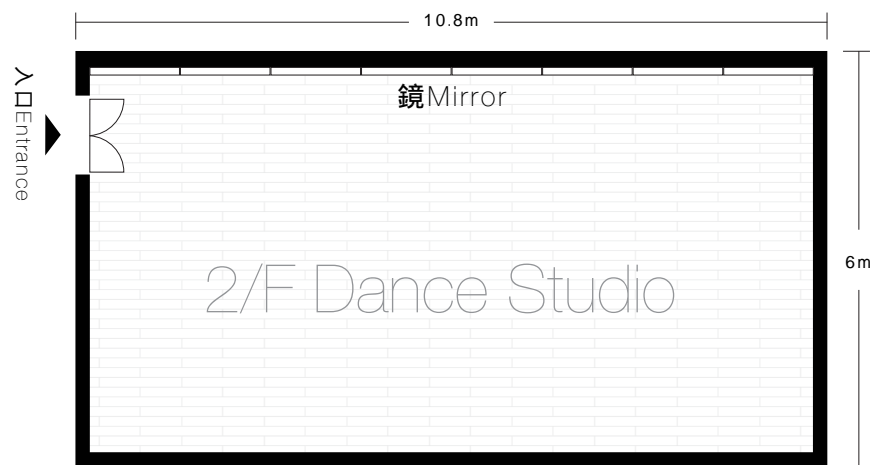 10.8m
入口Entrance
鏡Mirror
2/F Dance Studio
6m